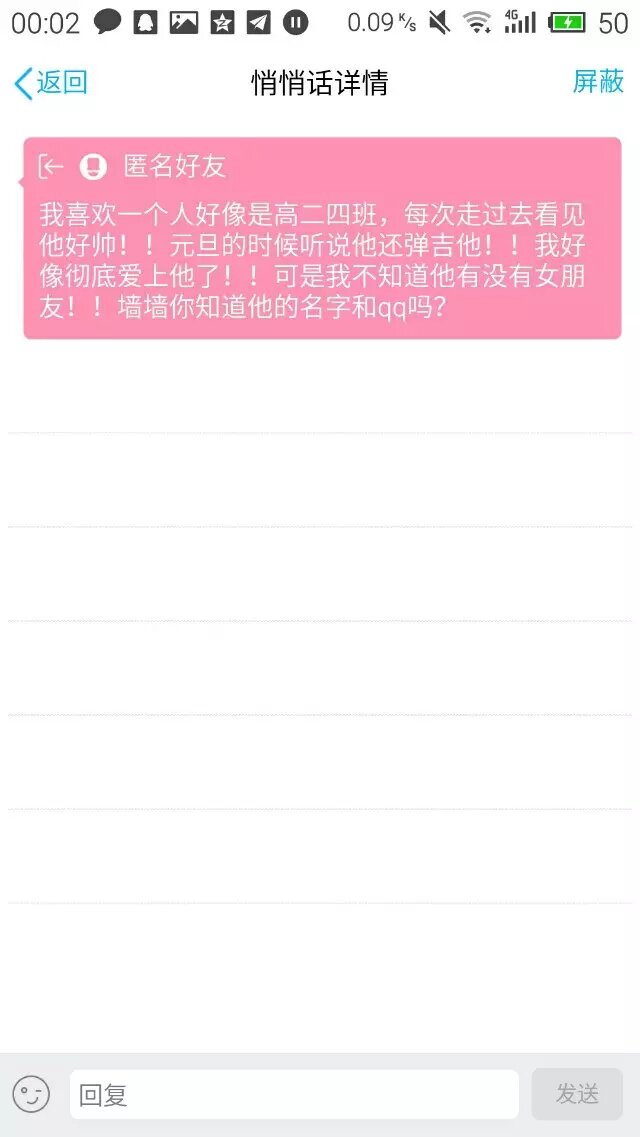 00:02 0.09 K/s 4G 50
返回 悄悄话详情 屏蔽
匿名好友
我喜欢一个人好像是高二四班，每次走过去看见
他好帅！！元旦的时候听说他还弹吉他！！我好
像彻底爱上他了！！可是我不知道他有没有女朋
友！！墙墙你知道他的名字和qq吗？
回复 发送